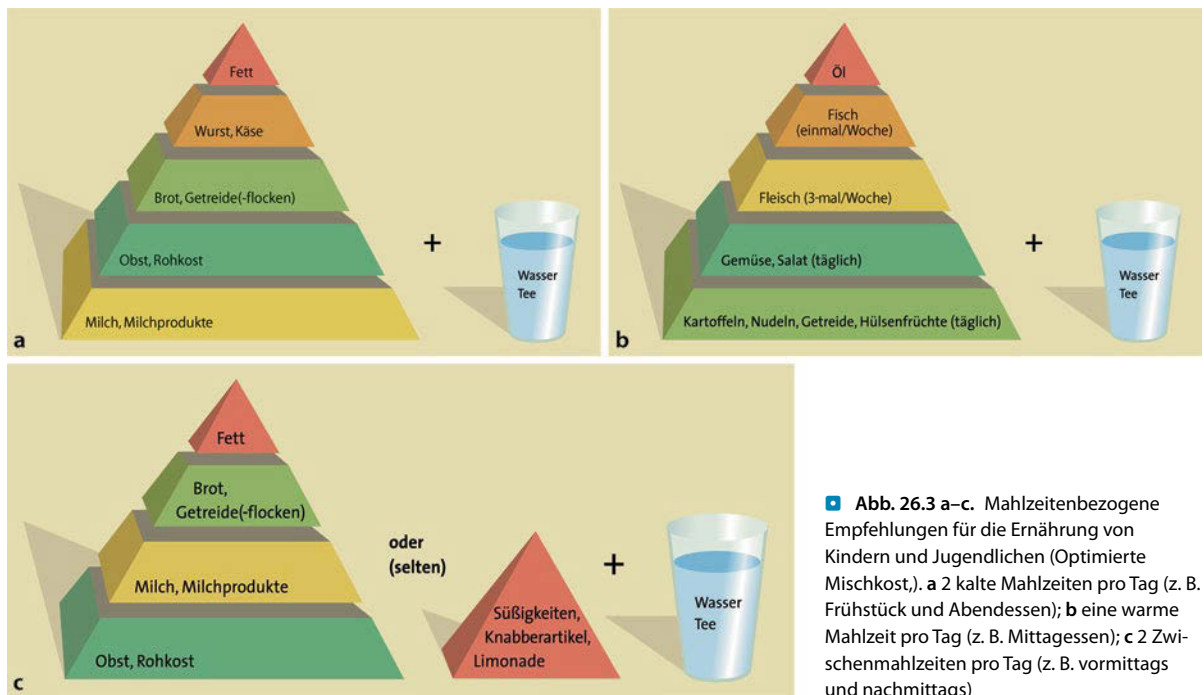 Fett
Wurst, Käse
Brot, Getreide(-flocken)
Obst, Rohkost
Milch, Milchprodukte
+
Wasser
Tee
a
Öl
Fisch
(einmal/Woche)
Fleisch (3-mal/Woche)
Gemüse, Salat (täglich)
Kartoffeln, Nudeln, Getreide, Hülsenfrüchte (täglich)
+
Wasser
Tee
b
Fett
Brot,
Getreide(-flocken)
Milch, Milchprodukte
Obst, Rohkost
oder
(selten)
Süßigkeiten,
Knabberartikel,
Limonade
+
Wasser
Tee
c
Abb. 26.3 a–c. Mahlzeitenbezogene
Empfehlungen für die Ernährung von
Kindern und Jugendlichen (Optimierte
Mischkost,). a 2 kalte Mahlzeiten pro Tag (z. B.
Frühstück und Abendessen); b eine warme
Mahlzeit pro Tag (z. B. Mittagessen); c 2 Zwi-
schenmahlzeiten pro Tag (z. B. vormittags
und nachmittags)